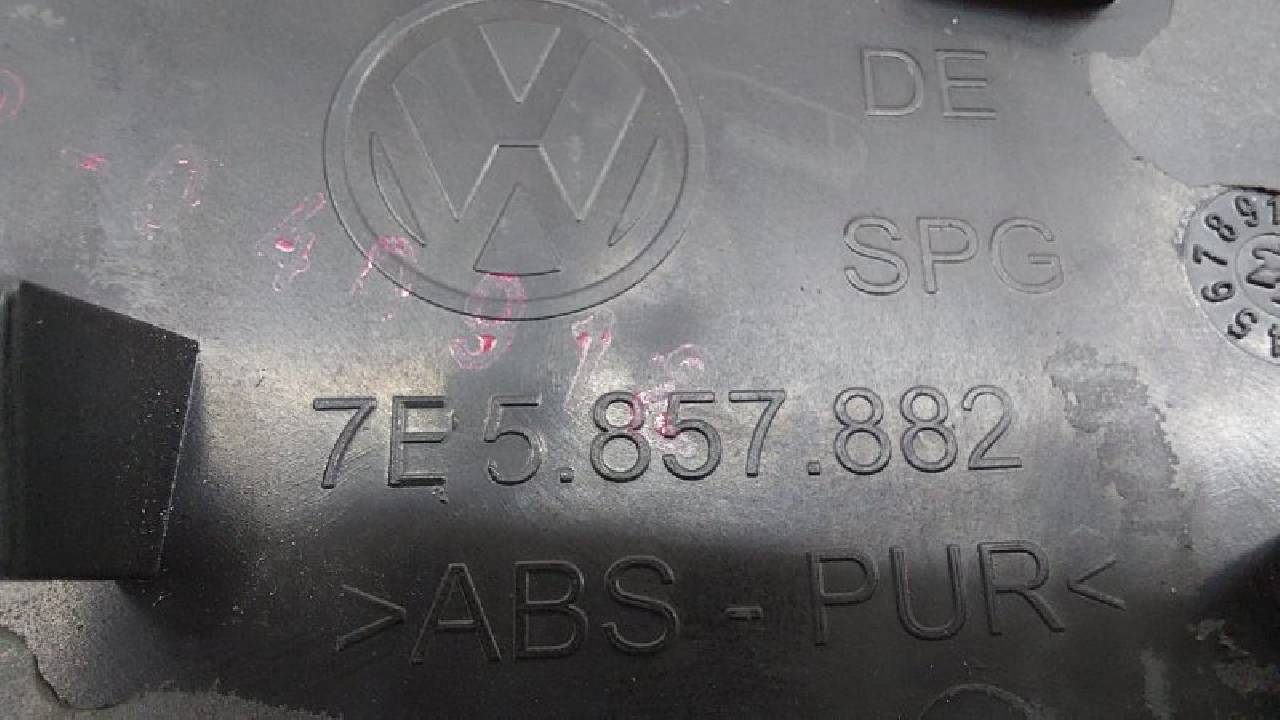 DE
SPG
7E5.857.882
>ABS-PUR<